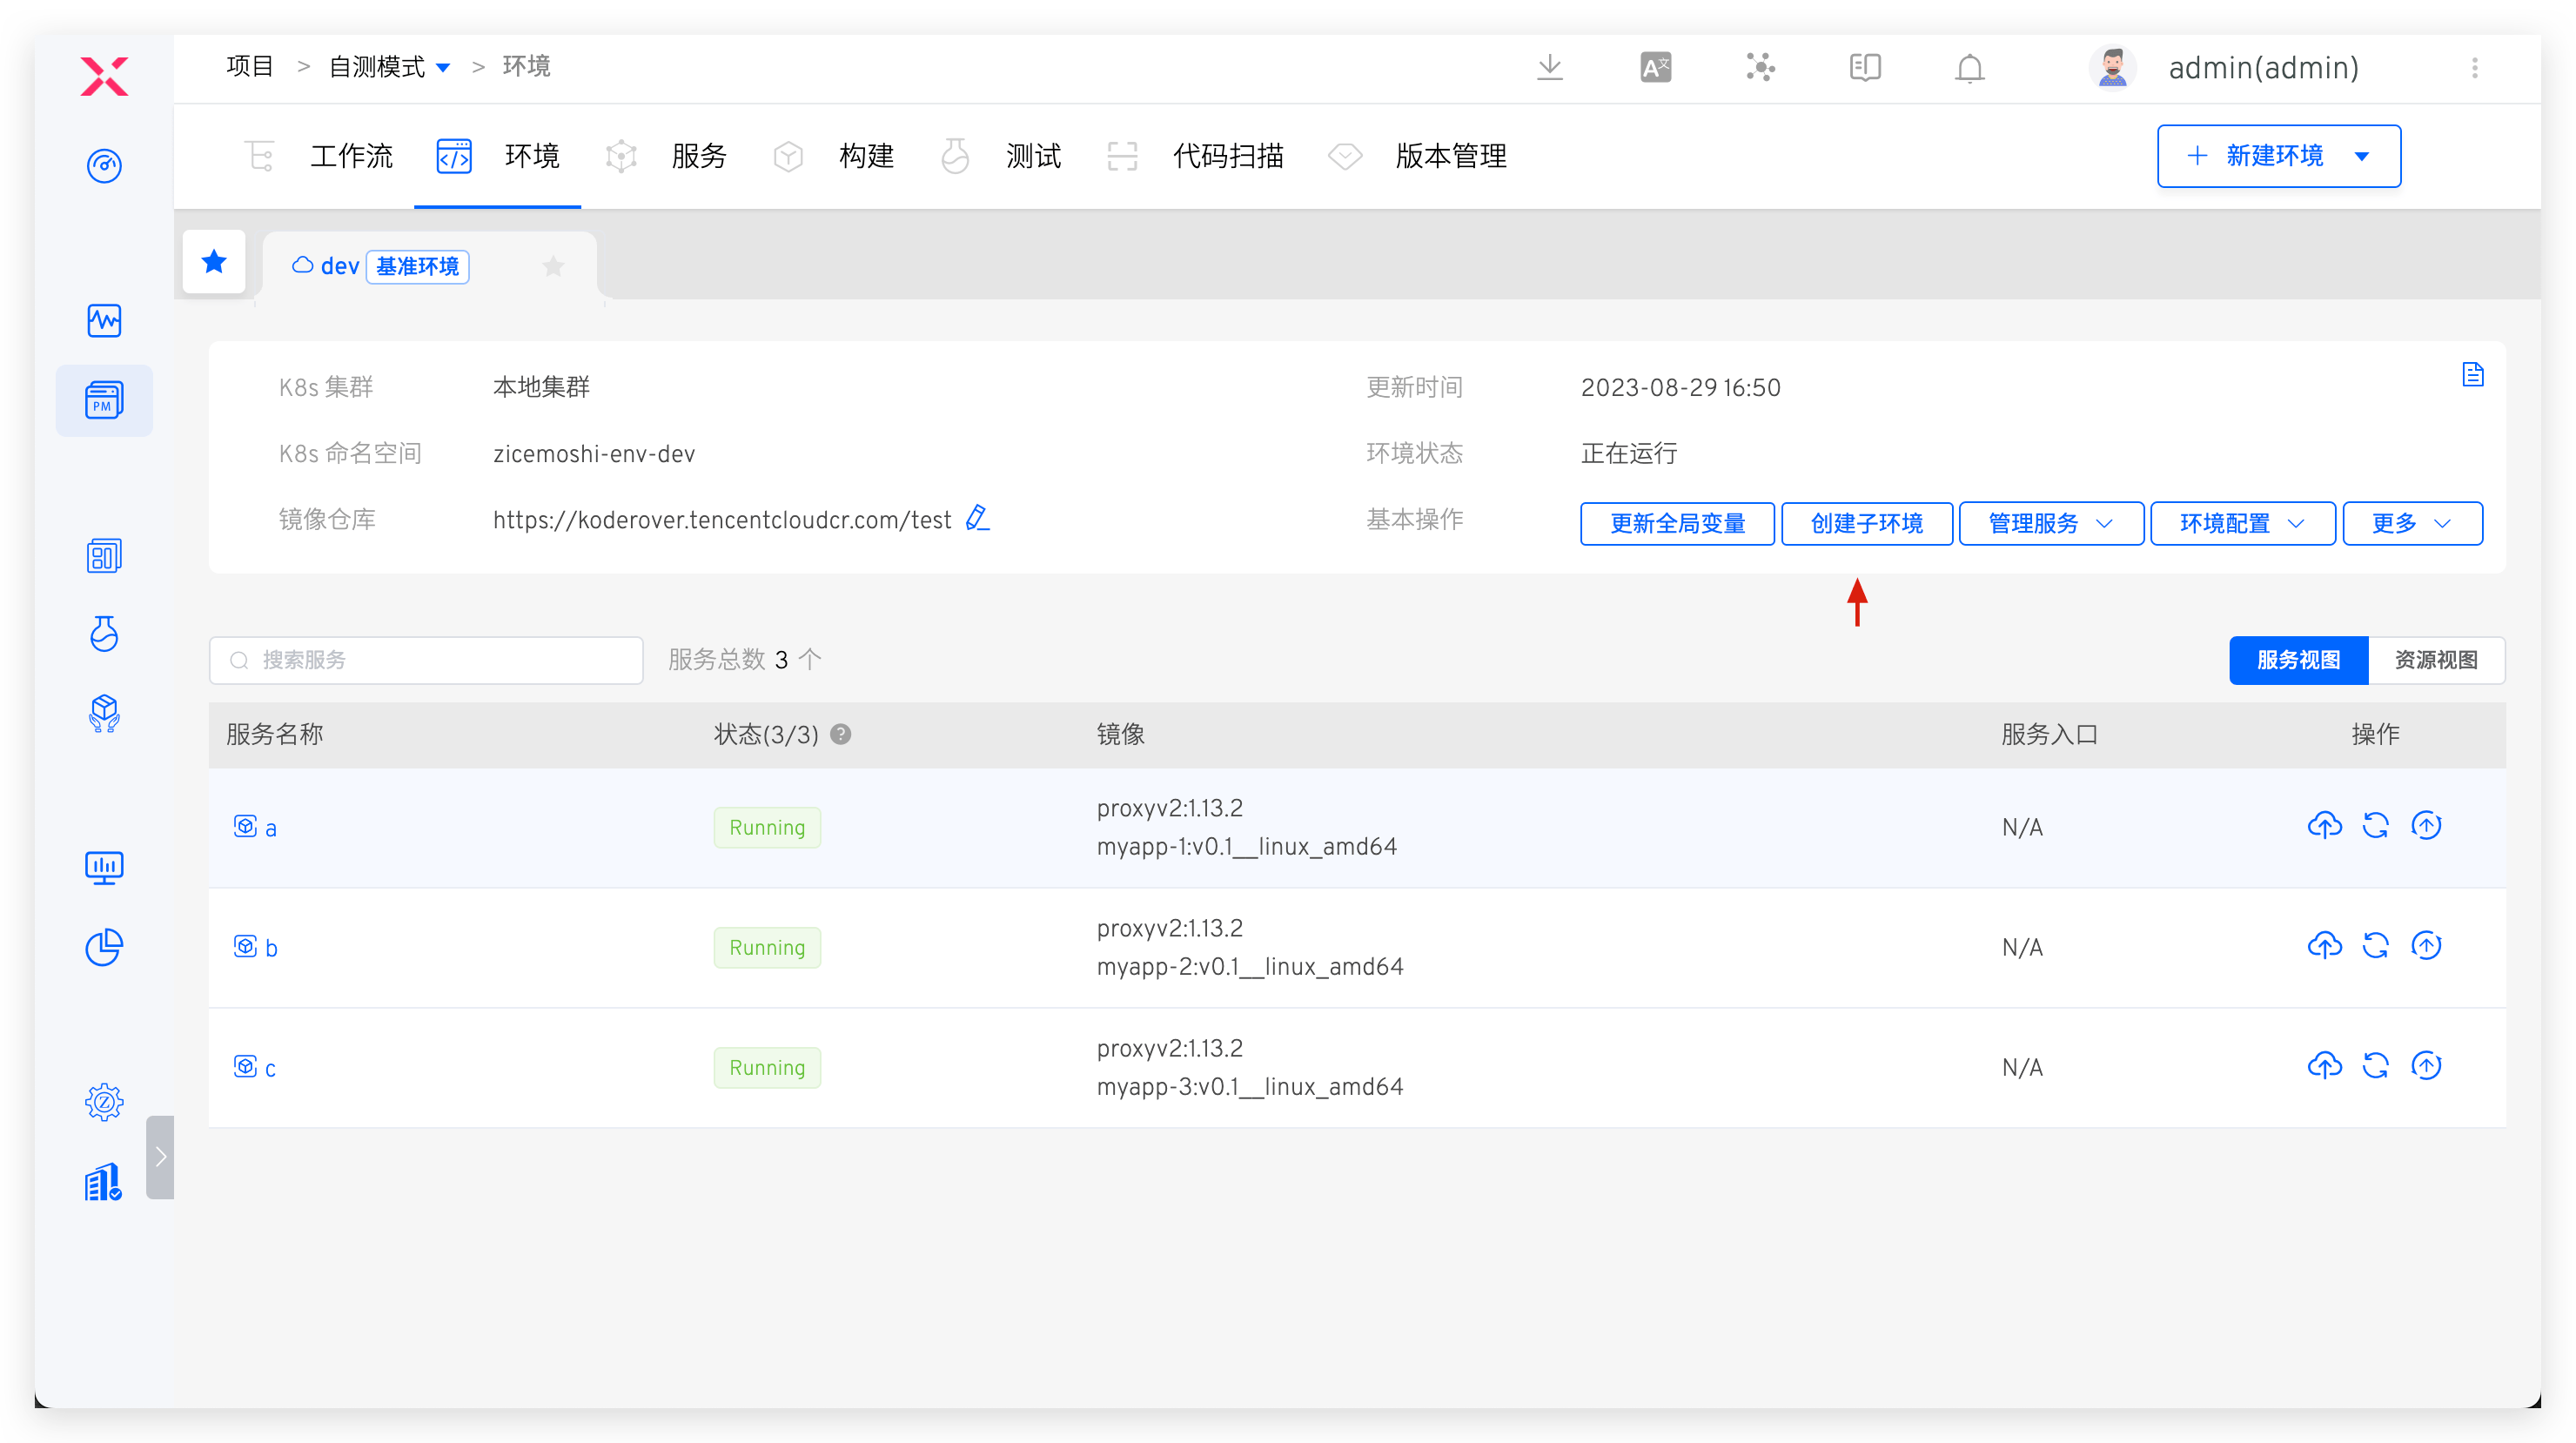 项目 > 自测模式 > 环境
admin(admin)
工作流 环境 服务 构建 测试 代码扫描 版本管理
新建环境
dev 基准环境
PM
K8s 集群 本地集群 更新时间 2023-08-29 16:50
K8s 命名空间 zicemoshi-env-dev 环境状态 正在运行
镜像仓库 https://koderover.tencentcloudcr.com/test 基本操作 更新全局变量 创建子环境 管理服务 环境配置 更多
搜索服务 服务总数 3 个 服务视图 资源视图
服务名称 状态(3/3) ? 镜像 服务入口 操作
a Running proxyv2:1.13.2 N/A
myapp-1:v0.1__linux_amd64
b Running proxyv2:1.13.2 N/A
myapp-2:v0.1__linux_amd64
c Running proxyv2:1.13.2 N/A
myapp-3:v0.1__linux_amd64